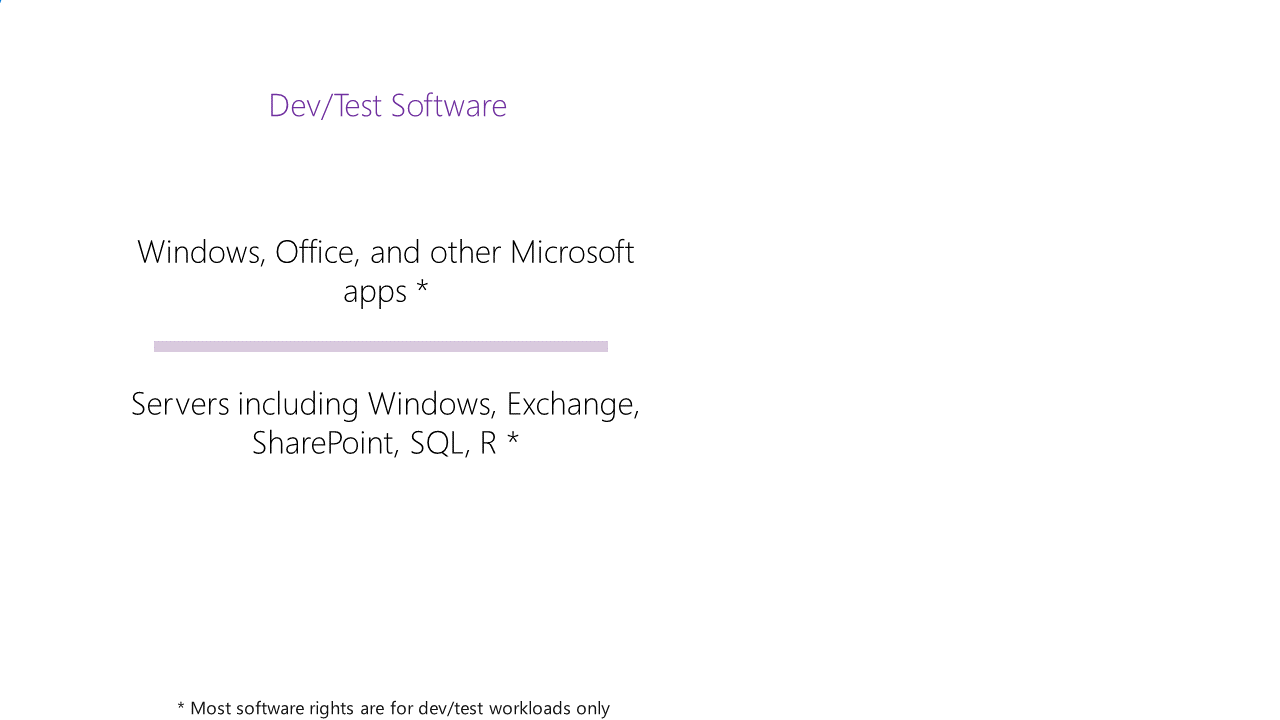 Dev/Test Software
Windows, Office, and other Microsoft
apps *
Servers including Windows, Exchange,
SharePoint, SQL, R *
* Most software rights are for dev/test workloads only